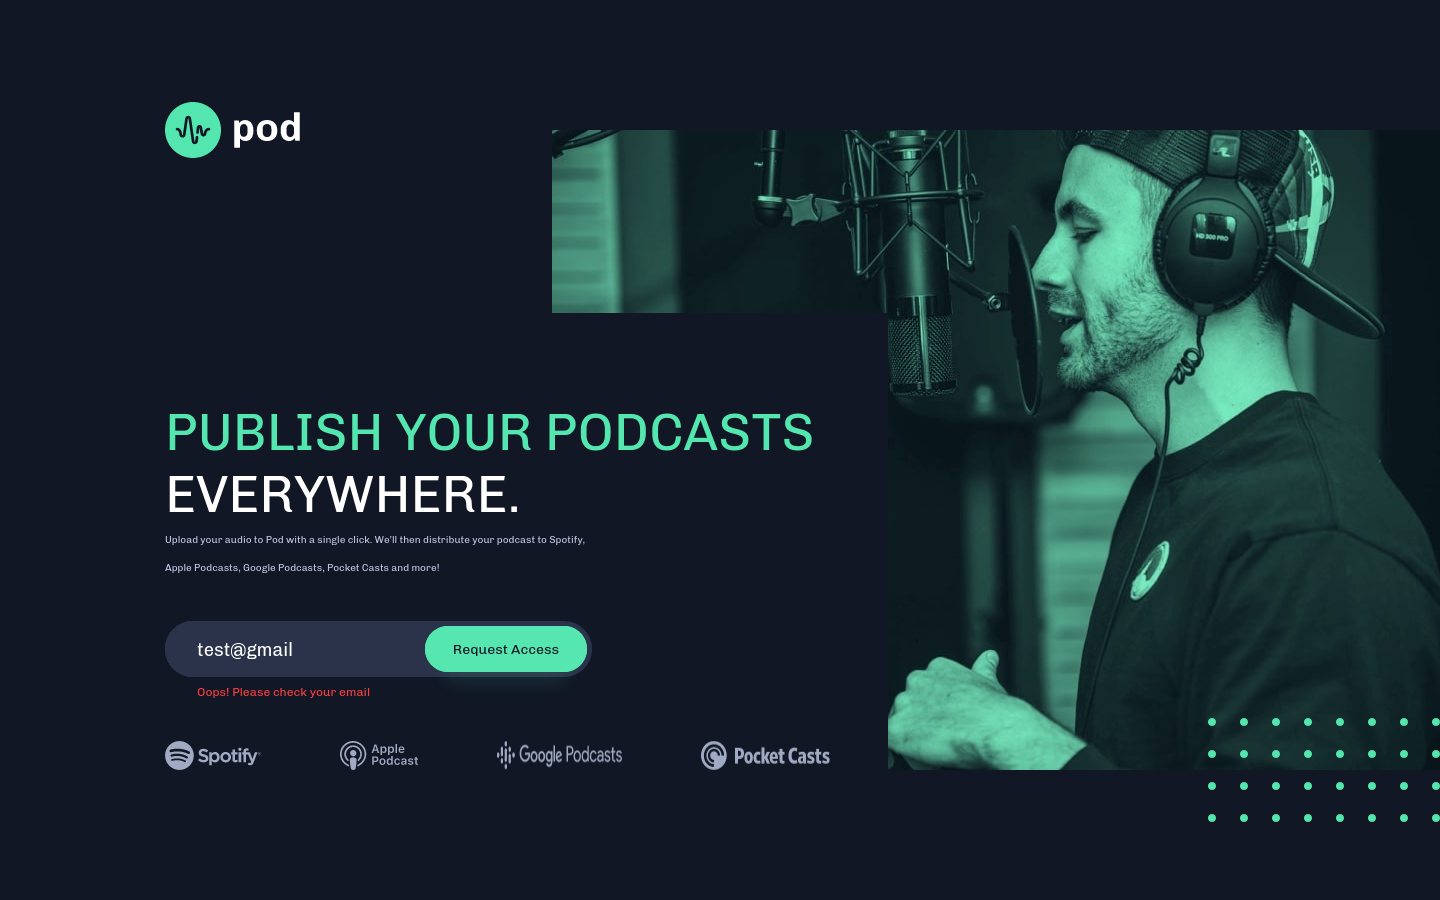 pod
HD 300 PRO
PUBLISH YOUR PODCASTS
EVERYWHERE.
Upload your audio to Pod with a single click. We’ll then distribute your podcast to Spotify,
Apple Podcasts, Google Podcasts, Pocket Casts and more!
test@gmail
Request Access
Oops! Please check your email
Spotify
Apple
Podcast
Google Podcasts
Pocket Casts